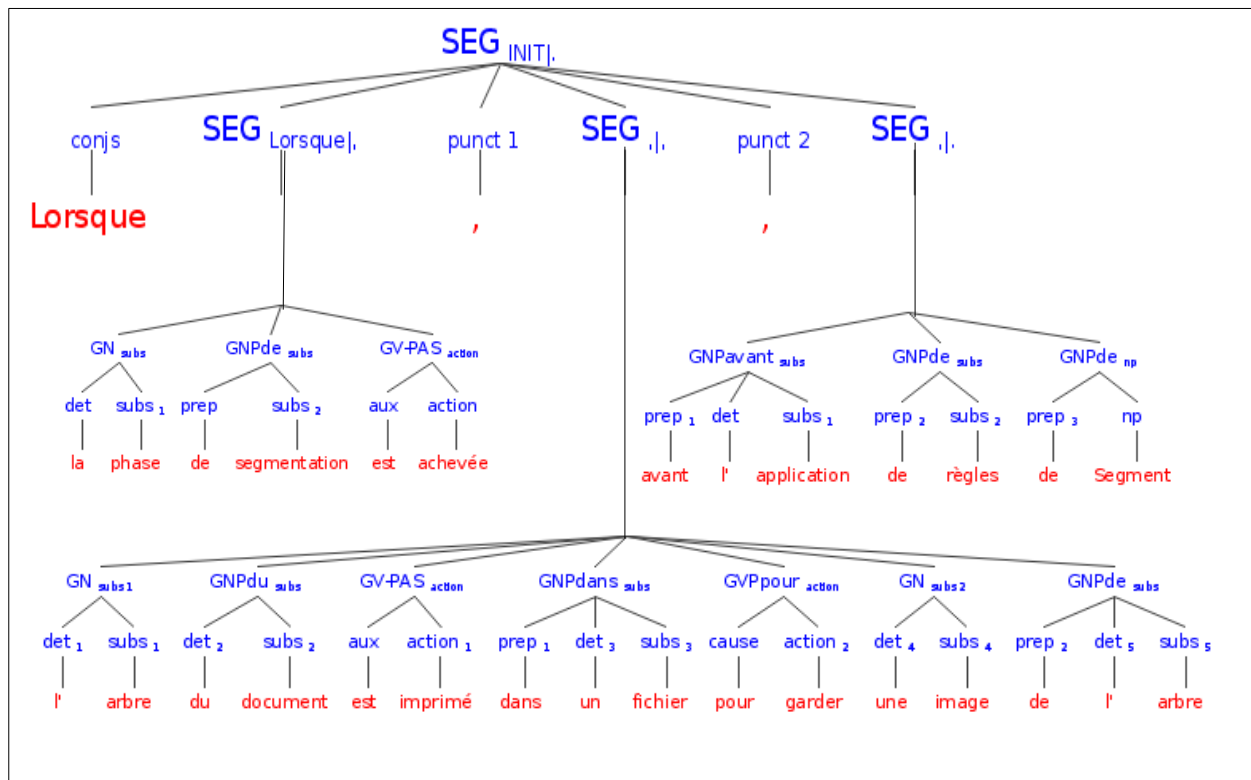 SEG INIT|.
conjs SEG Lorsque|, punct 1 SEG ,|, punct 2 SEG ,|.
Lorsque , ,
GN subs GNPde subs GV-PAS action GNPavant subs GNPde subs GNPde np
det subs 1 prep subs 2 aux action prep 1 det subs 1 prep 2 subs 2 prep 3 np
la phase de segmentation est achevée avant l' application de règles de Segment
GN subs1 GNPdu subs GV-PAS action GNPdans subs GVPpour action GN subs2 GNPde subs
det 1 subs 1 det 2 subs 2 aux action 1 prep 1 det 3 subs 3 cause action 2 det 4 subs 4 prep 2 det 5 subs 5
l' arbre du document est imprimé dans un fichier pour garder une image de l' arbre